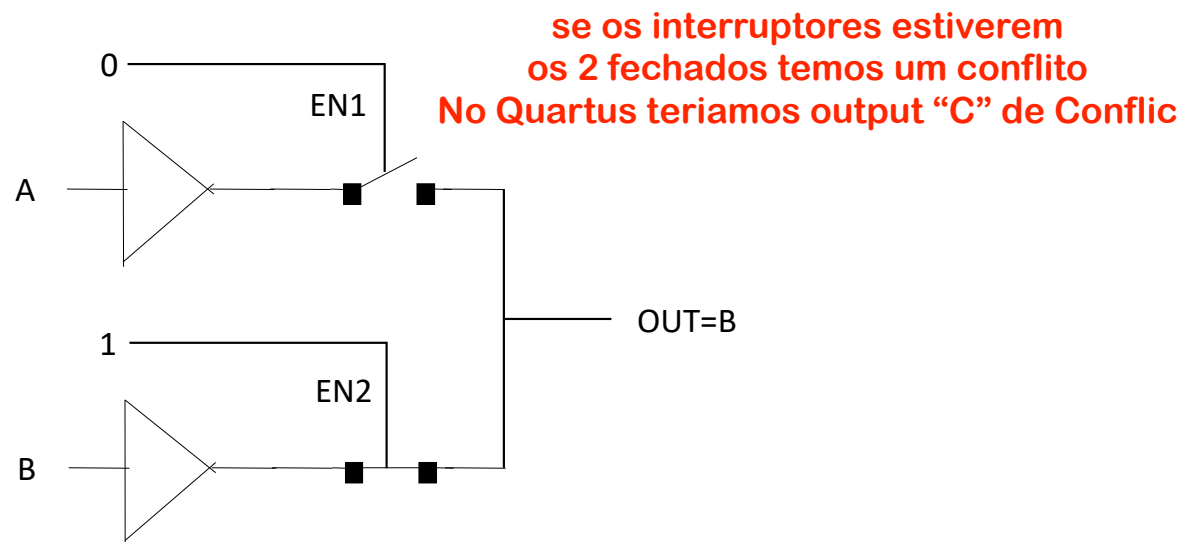 se os interruptores estiverem
os 2 fechados temos um conflito
No Quartus teriamos output “C” de Conflic
0
EN1
A
OUT=B
1
EN2
B